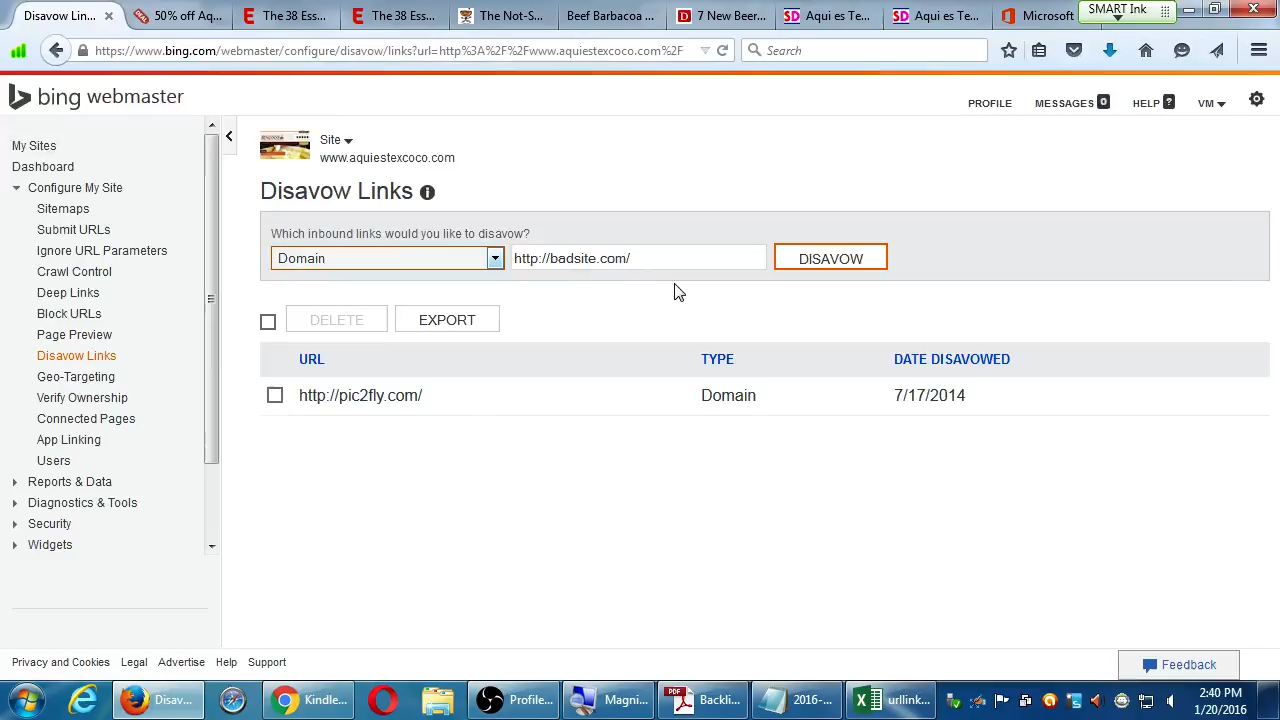 Disavow Lin...
50% off Aq...
The 38 Ess...
The 38 Ess...
The Not-S...
Beef Barbacoa ...
7 New Beer...
Aqui es Te...
Aqui es Te...
Microsoft
SMART Ink
https://www.bing.com/webmaster/configure/disavow/links?url=http%3A%2F%2Fwww.aquiestexcoco.com%2F
Search
bing webmaster
PROFILE
MESSAGES 0
HELP ?
VM
My Sites
Dashboard
Configure My Site
Sitemaps
Submit URLs
Ignore URL Parameters
Crawl Control
Deep Links
Block URLs
Page Preview
Disavow Links
Geo-Targeting
Verify Ownership
Connected Pages
App Linking
Users
Reports & Data
Diagnostics & Tools
Security
Widgets
Site
www.aquiestexcoco.com
Disavow Links
Which inbound links would you like to disavow?
Domain
http://badsite.com/
DISAVOW
DELETE
EXPORT
URL
TYPE
DATE DISAVOWED
http://pic2fly.com/
Domain
7/17/2014
Privacy and Cookies
Legal
Advertise
Help
Support
Feedback
Disav...
Kindle...
Profile...
Magni...
PDF
Backli...
2016-...
urllink...
2:40 PM
1/20/2016